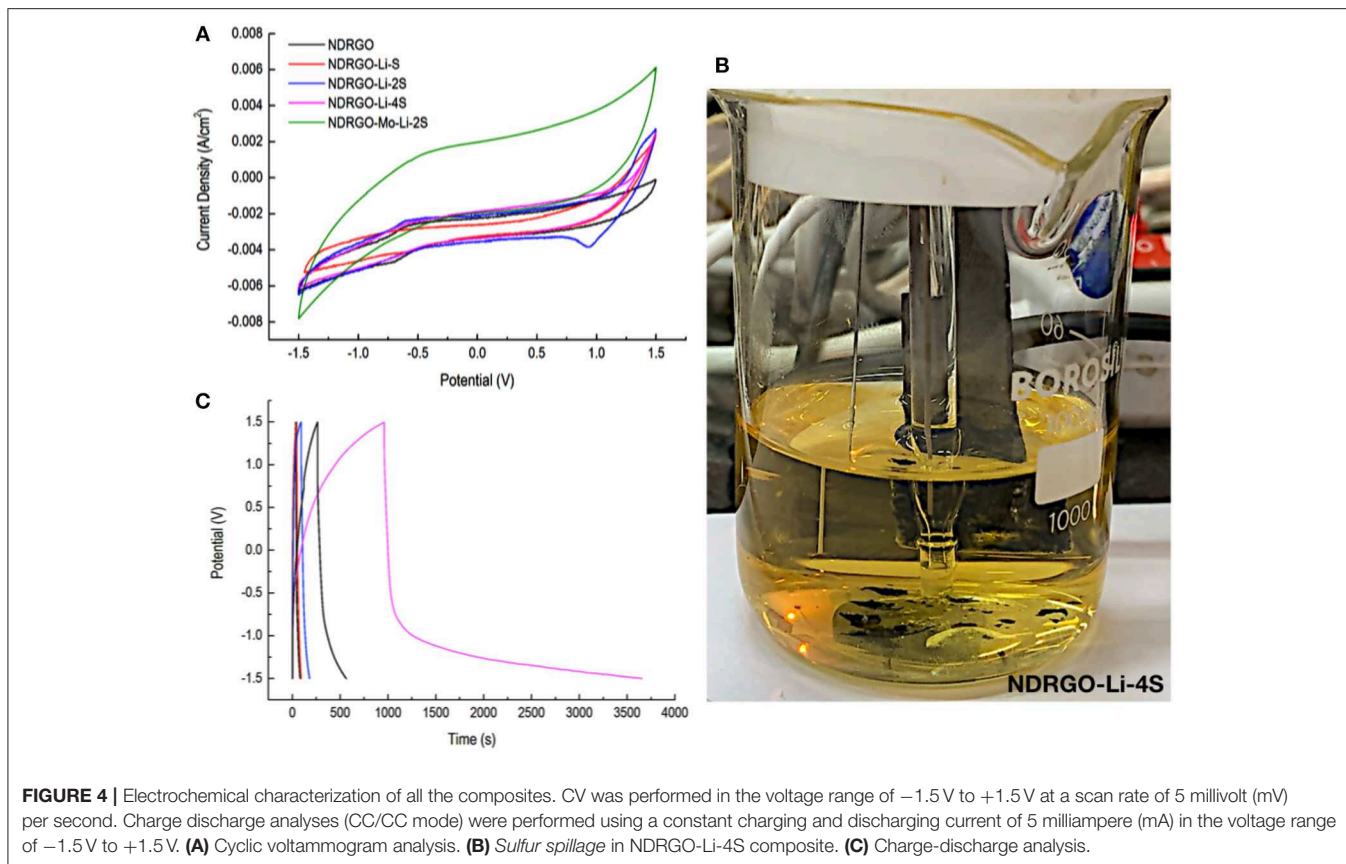 A
NDRGO
NDRGO-Li-S
NDRGO-Li-2S
NDRGO-Li-4S
NDRGO-Mo-Li-2S
0.008
0.006
0.004
0.002
0.000
-0.002
-0.004
-0.006
-0.008
Current Density (A/cm²)
-1.5 -1.0 -0.5 0.0 0.5 1.0 1.5
Potential (V)
B
BOROSIL
1000
NDRGO-Li-4S
C
1.5
1.0
0.5
0.0
-0.5
-1.0
-1.5
Potential (V)
0 500 1000 1500 2000 2500 3000 3500 4000
Time (s)
FIGURE 4 | Electrochemical characterization of all the composites. CV was performed in the voltage range of −1.5 V to +1.5 V at a scan rate of 5 millivolt (mV)
per second. Charge discharge analyses (CC/CC mode) were performed using a constant charging and discharging current of 5 milliampere (mA) in the voltage range
of −1.5 V to +1.5 V. (A) Cyclic voltammogram analysis. (B) Sulfur spillage in NDRGO-Li-4S composite. (C) Charge-discharge analysis.